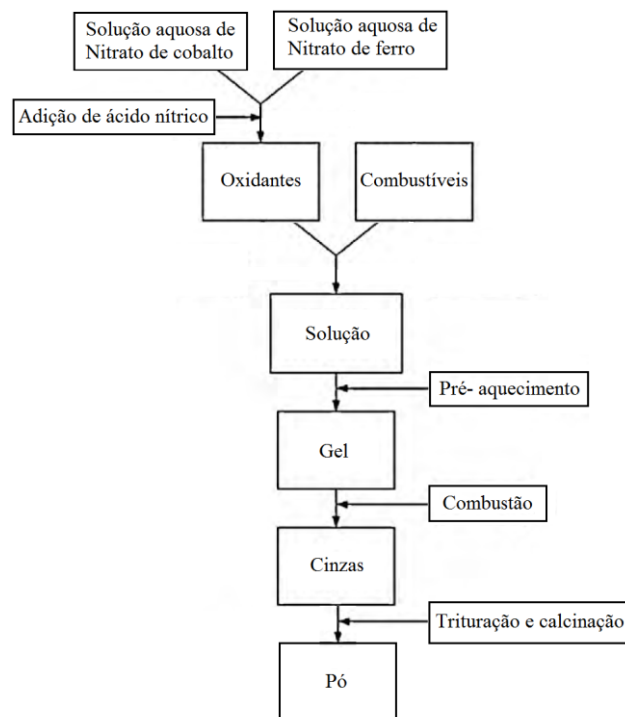 Solução aquosa de
Nitrato de cobalto
Solução aquosa de
Nitrato de ferro
Adição de ácido nítrico
Oxidantes
Combustíveis
Solução
Pré- aquecimento
Gel
Combustão
Cinzas
Trituração e calcinação
Pó